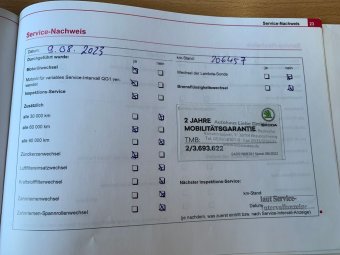 Service-Nachweis 23
Service-Nachweis
Datum: 9.08.2023
km-Stand: 206457
Durchgeführt wurde: ja nein
ja nein
Motorölwechsel
Wechsel der Lambda-Sonde
Motoröl für variables Service-Intervall QG1 verwendet
Bremsflüssigkeitswechsel
Inspektions-Service
Zusätzlich
alle 30 000 km
alle 60 000 km
alle 90 000 km
Zündkerzenwechsel
Luftfiltereinsatzwechsel
Kraftstofffilterwechsel
Zahnriemenwechsel
Zahnriemen-Spannrollenwechsel
2 JAHRE
MOBILITÄTSGARANTIE
TMB
2/3.693.622
ŠKODA
Nächster Inspektions-Service:
km-Stand:
laut Service-
Datum:
Intervallanzeige
(je nachdem, was zuerst eintritt bzw. nach Service-Intervall-Anzeige)